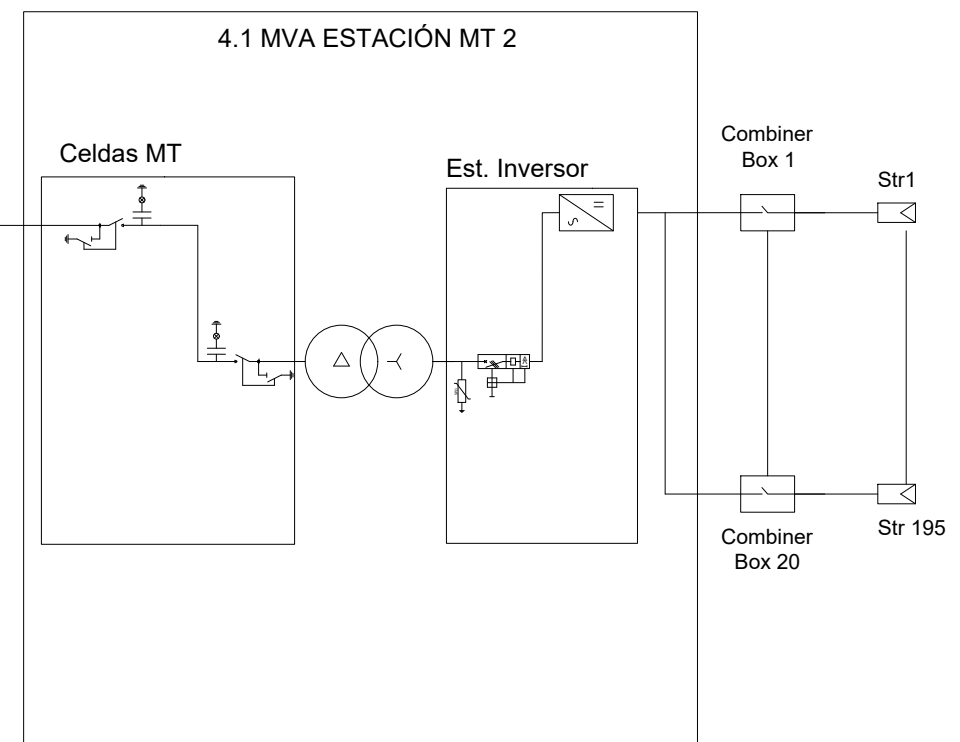 4.1 MVA ESTACIÓN MT 2
Celdas MT
Est. Inversor
Combiner
Box 1
Str1
Combiner
Box 20
Str 195